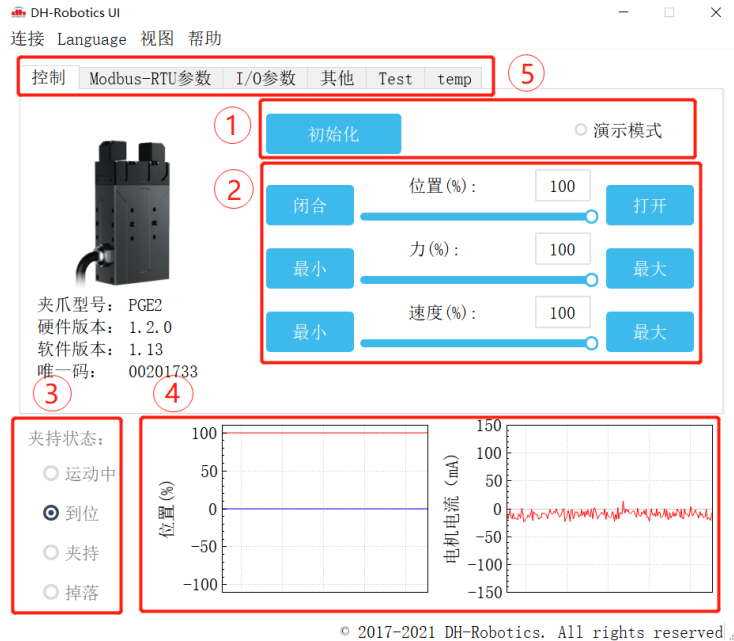 DH-Robotics UI
连接 Language 视图 帮助
控制 Modbus-RTU参数 I/O参数 其他 Test temp
5
1
初始化
演示模式
2
闭合
位置(%):
100
打开
最小
力(%):
100
最大
最小
速度(%):
100
最大
夹爪型号: PGE2
硬件版本: 1.2.0
软件版本: 1.13
唯一码: 00201733
3
4
夹持状态:
运动中
到位
夹持
掉落
位置(%)
100
50
0
-50
-100
电机电流 (mA)
150
100
50
0
-50
-100
-150
© 2017-2021 DH-Robotics. All rights reserved